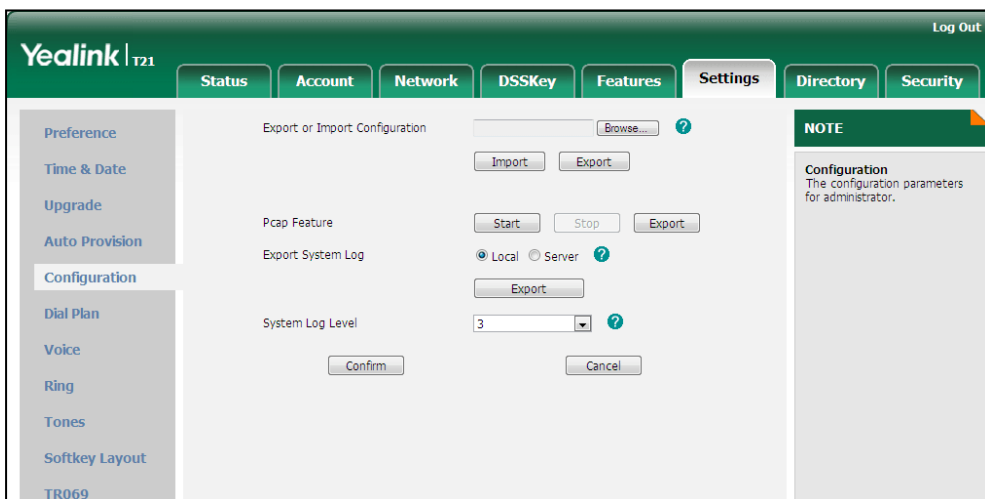 Log Out
Yealink T21
Status Account Network DSSKey Features Settings Directory Security
Preference
Time & Date
Upgrade
Auto Provision
Configuration
Dial Plan
Voice
Ring
Tones
Softkey Layout
TR069
Export or Import Configuration Browse... ?
Import Export
Pcap Feature Start Stop Export
Export System Log Local Server ?
Export
System Log Level 3 ?
Confirm Cancel
NOTE
Configuration
The configuration parameters
for administrator.